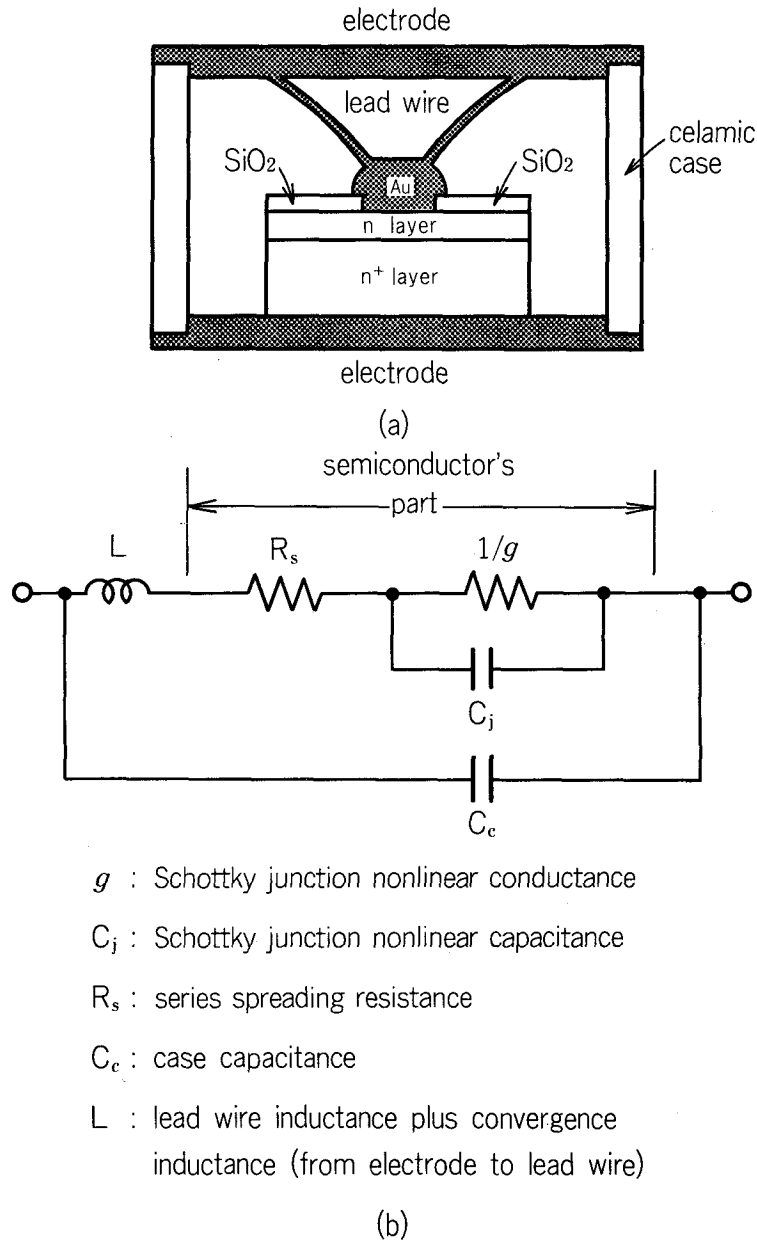 electrode
lead wire
celamic
case
SiO₂
SiO₂
Au
n layer
n⁺ layer
electrode
(a)
semiconductor's
part
L
Rₛ
1/g
Cⱼ
C꜀
g : Schottky junction nonlinear conductance
Cⱼ : Schottky junction nonlinear capacitance
Rₛ : series spreading resistance
C꜀ : case capacitance
L : lead wire inductance plus convergence
inductance (from electrode to lead wire)
(b)